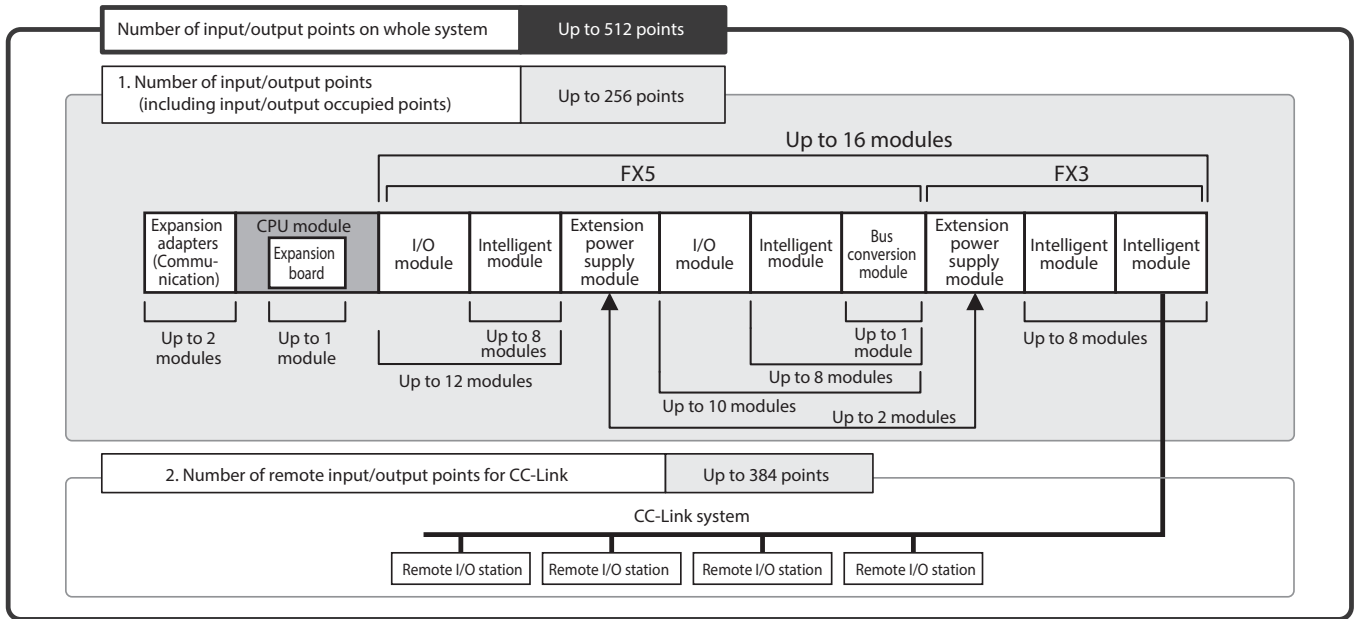 Number of input/output points on whole system
Up to 512 points
1. Number of input/output points
(including input/output occupied points)
Up to 256 points
Up to 16 modules
FX5
FX3
Expansion
adapters
(Commu-
nication)
CPU module
Expansion
board
I/O
module
Intelligent
module
Extension
power
supply
module
I/O
module
Intelligent
module
Bus
conversion
module
Extension
power
supply
module
Intelligent
module
Intelligent
module
Up to 2
modules
Up to 1
module
Up to 8
modules
Up to 12 modules
Up to 1
module
Up to 8 modules
Up to 10 modules
Up to 2 modules
Up to 8 modules
2. Number of remote input/output points for CC-Link
Up to 384 points
CC-Link system
Remote I/O station
Remote I/O station
Remote I/O station
Remote I/O station